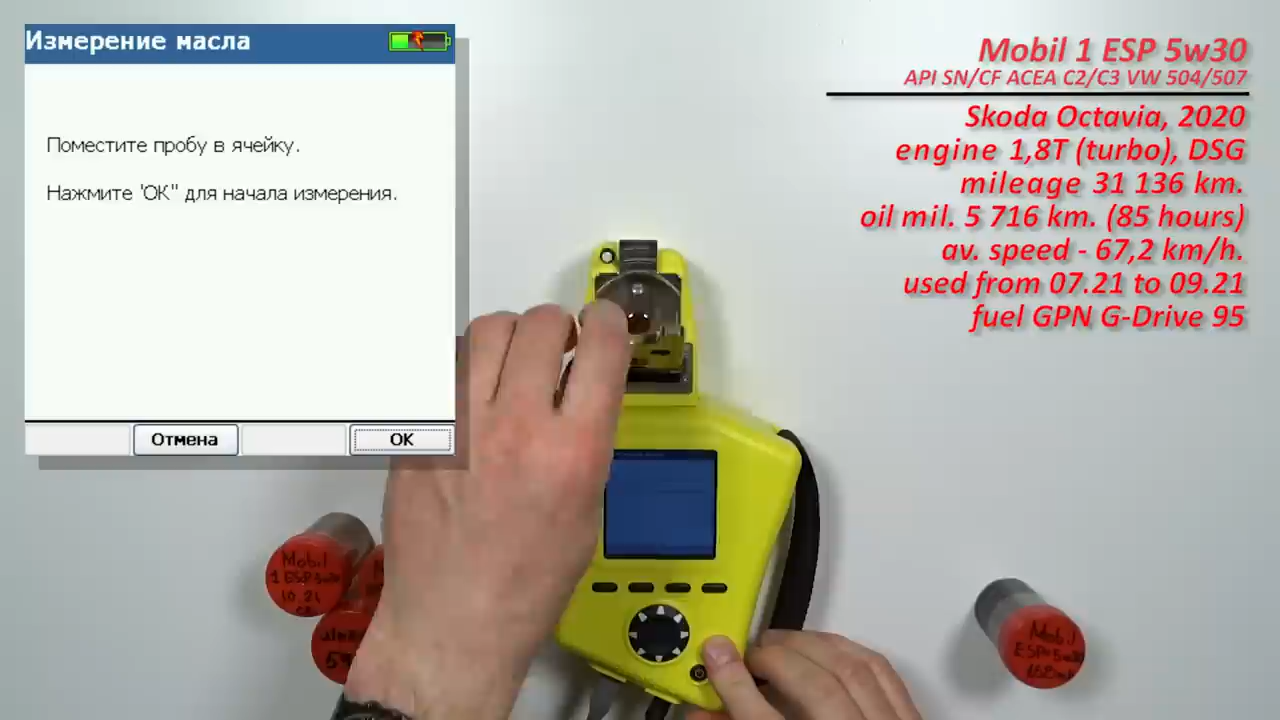 Измерение масла
Поместите пробу в ячейку.
Нажмите 'ОК" для начала измерения.
Отмена
ОК
Mobil 1 ESP 5w30
API SN/CF ACEA C2/C3 VW 504/507
Skoda Octavia, 2020
engine 1,8T (turbo), DSG
mileage 31 136 km.
oil mil. 5 716 km. (85 hours)
av. speed - 67,2 km/h.
used from 07.21 to 09.21
fuel GPN G-Drive 95
Mobil
1 ESP 5w30
10.21
Mobil
ESP 5w30